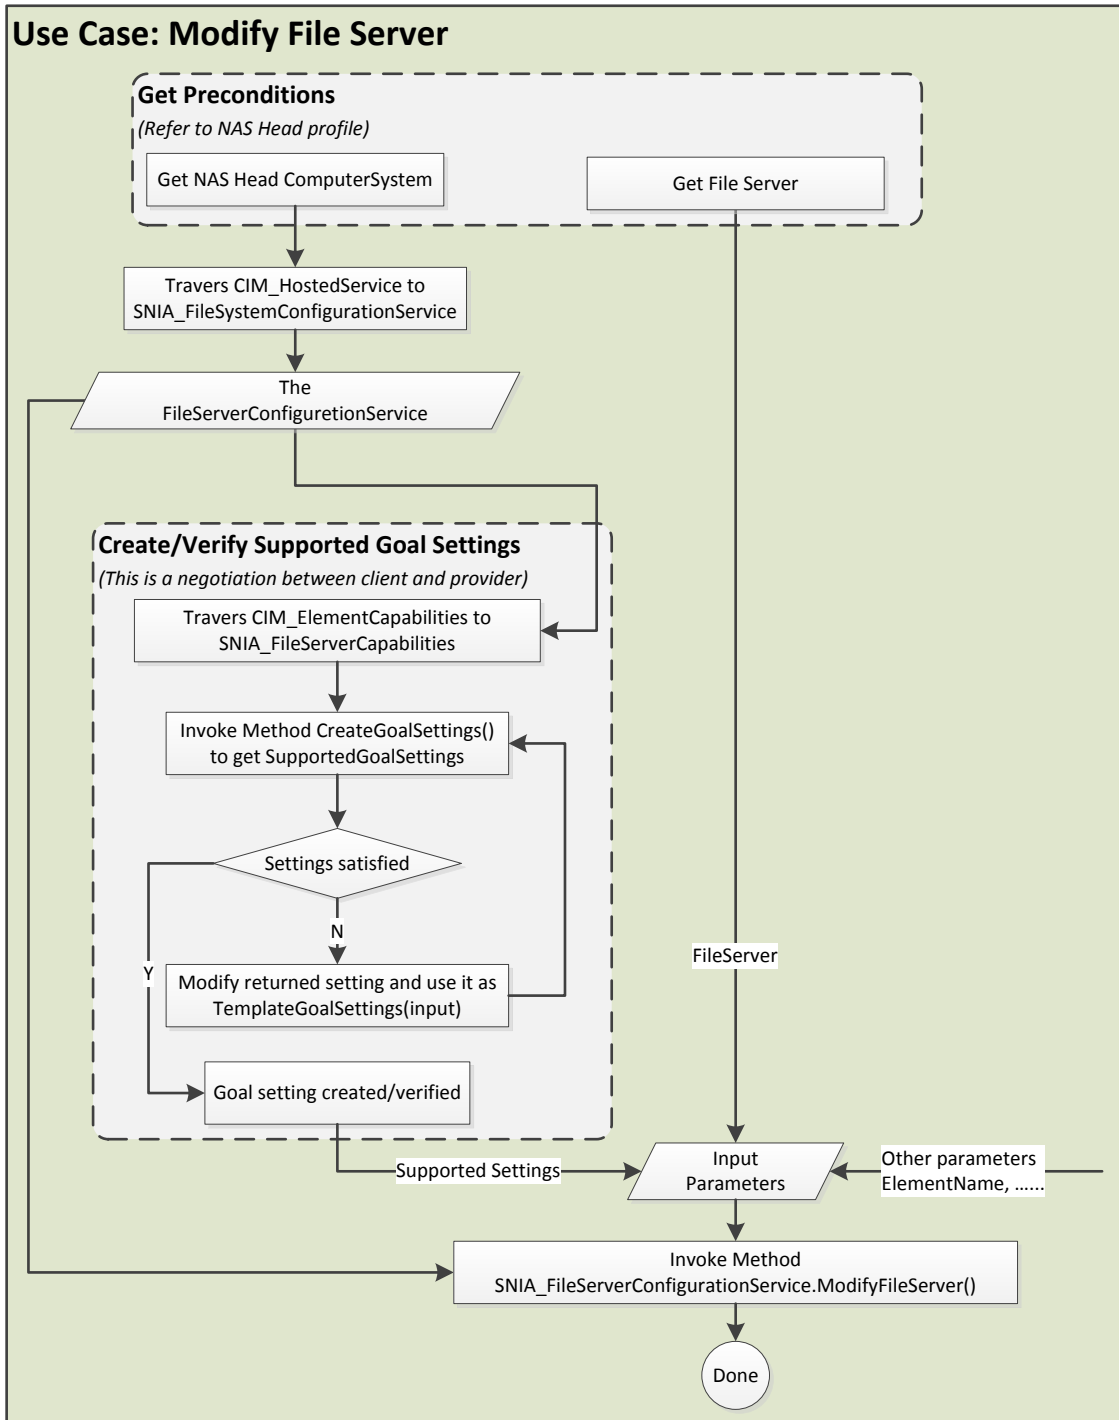 Use Case: Modify File Server
Get Preconditions
(Refer to NAS Head profile)
Get NAS Head ComputerSystem
Get File Server
Travers CIM_HostedService to
SNIA_FileSystemConfigurationService
The
FileServerConfiguretionService
Create/Verify Supported Goal Settings
(This is a negotiation between client and provider)
Travers CIM_ElementCapabilities to
SNIA_FileServerCapabilities
Invoke Method CreateGoalSettings()
to get SupportedGoalSettings
Settings satisfied
N
Y
FileServer
Modify returned setting and use it as
TemplateGoalSettings(input)
Goal setting created/verified
Supported Settings
Input
Parameters
Other parameters
ElementName, ......
Invoke Method
SNIA_FileServerConfigurationService.ModifyFileServer()
Done